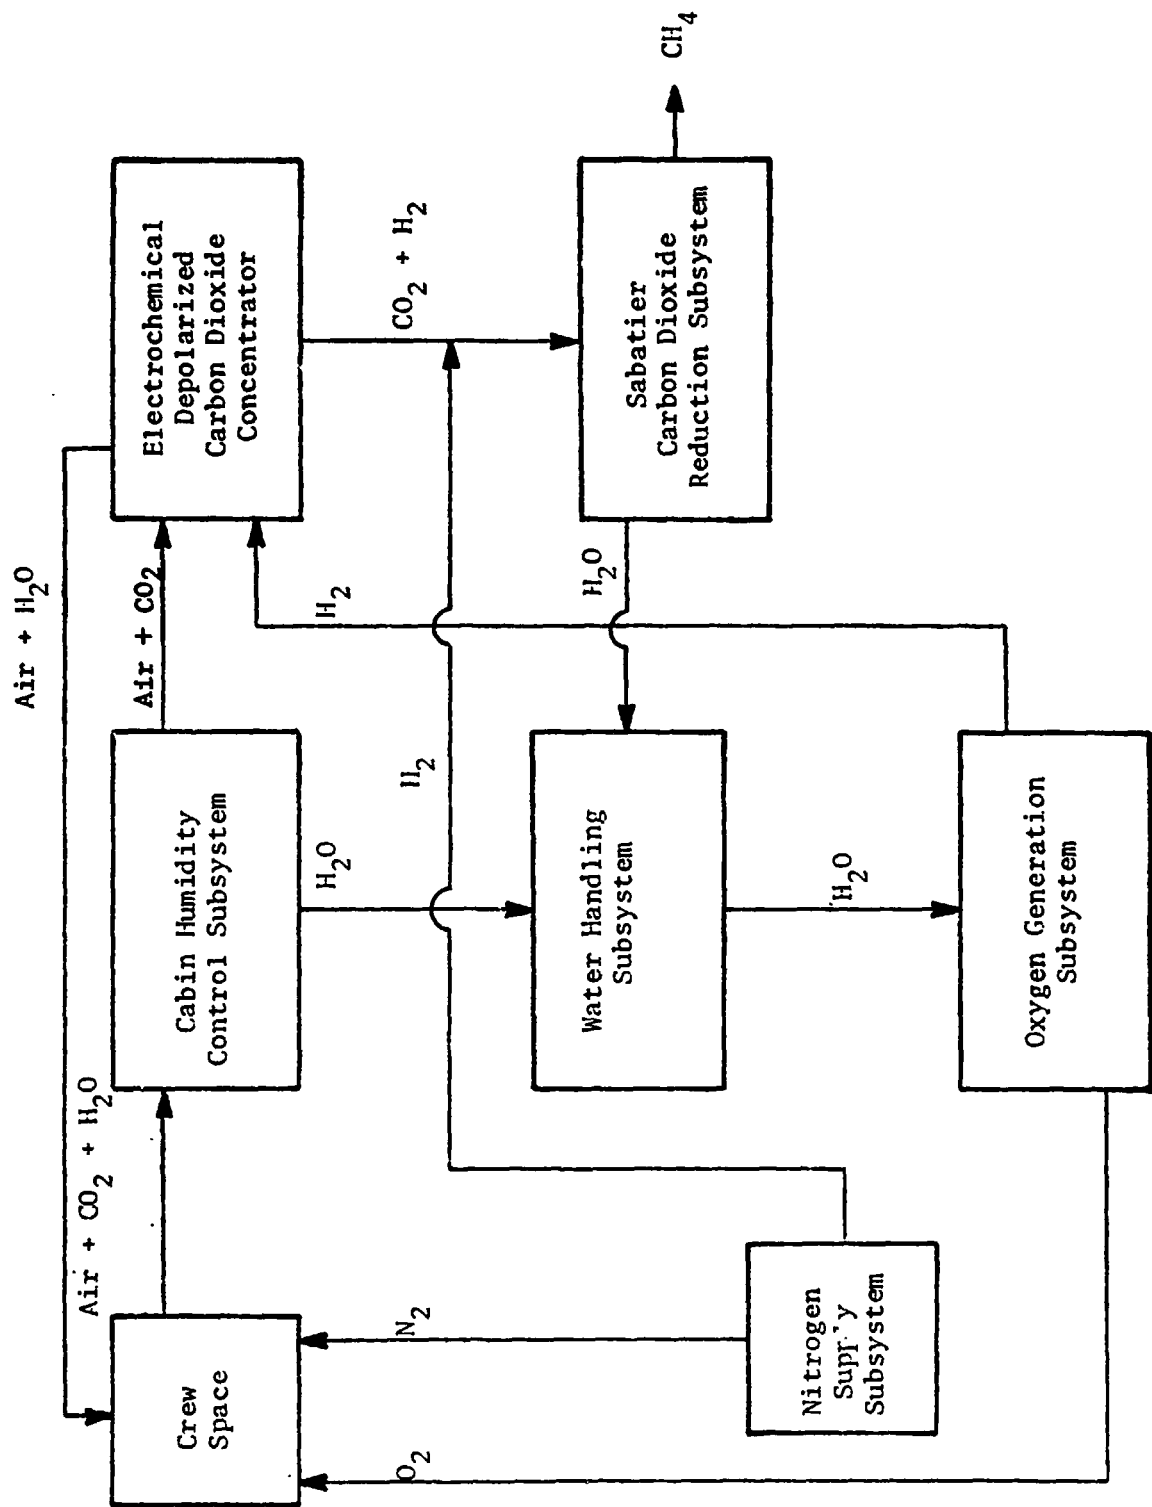 Air + H2O
Air + CO2 + H2O
Crew
Space
Cabin Humidity
Control Subsystem
Air + CO2
Electrochemical
Depolarized
Carbon Dioxide
Concentrator
O2
N2
H2O
H2
H2
CO2 + H2
Nitrogen
Subsystem
Water Handling
Subsystem
H2O
Sabatier
Carbon Dioxide
Reduction Subsystem
CH4
H2O
Oxygen Generation
Subsystem